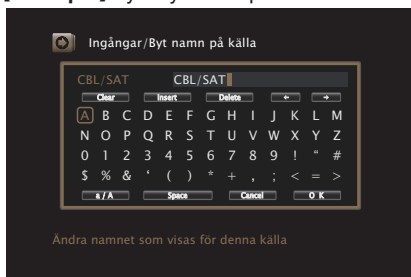 Ingångar/Byt namn på källa
CBL/SAT CBL/SAT
Clear Insert Delete ← →
A B C D E F G H I J K L M
N O P Q R S T U V W X Y Z
0 1 2 3 4 5 6 7 8 9 ! “ #
$ % & ‘ ( ) * + , ; < = >
a / A Space Cancel O K
Ändra namnet som visas för denna källa